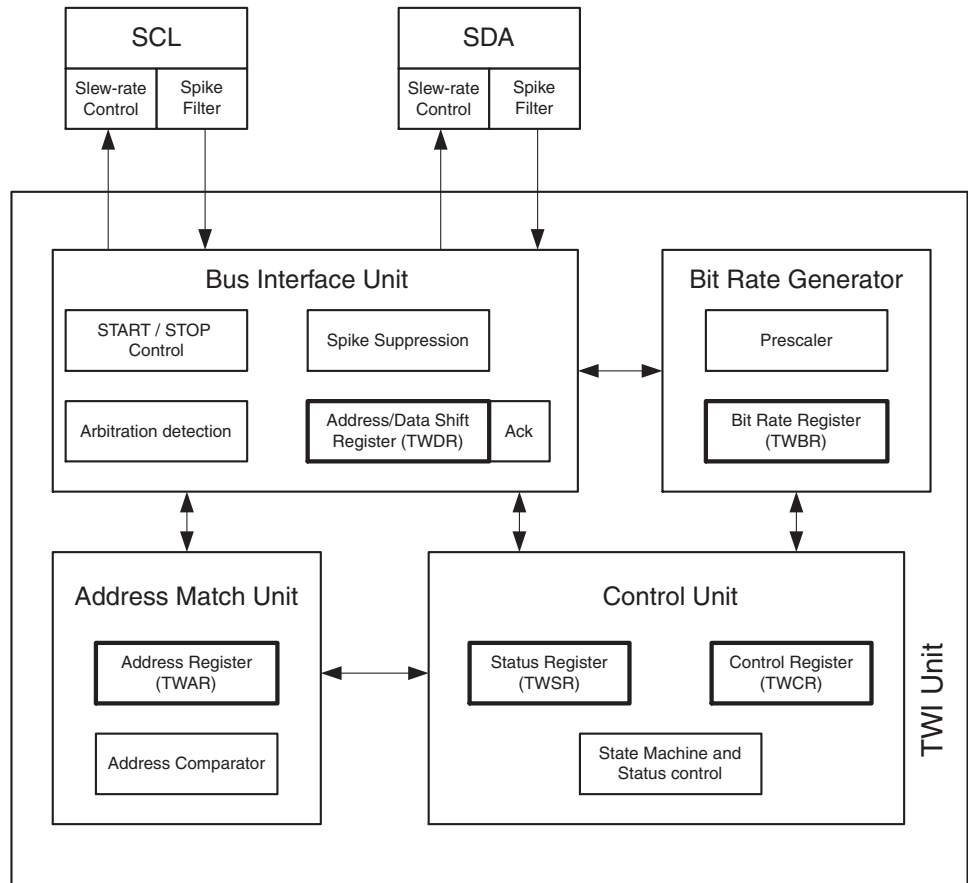 SCL
Slew-rate
Control
Spike
Filter
SDA
Slew-rate
Control
Spike
Filter
Bus Interface Unit
START / STOP
Control
Spike Suppression
Arbitration detection
Address/Data Shift
Register (TWDR)
Ack
Bit Rate Generator
Prescaler
Bit Rate Register
(TWBR)
Address Match Unit
Address Register
(TWAR)
Address Comparator
Control Unit
Status Register
(TWSR)
Control Register
(TWCR)
State Machine and
Status control
TWI Unit